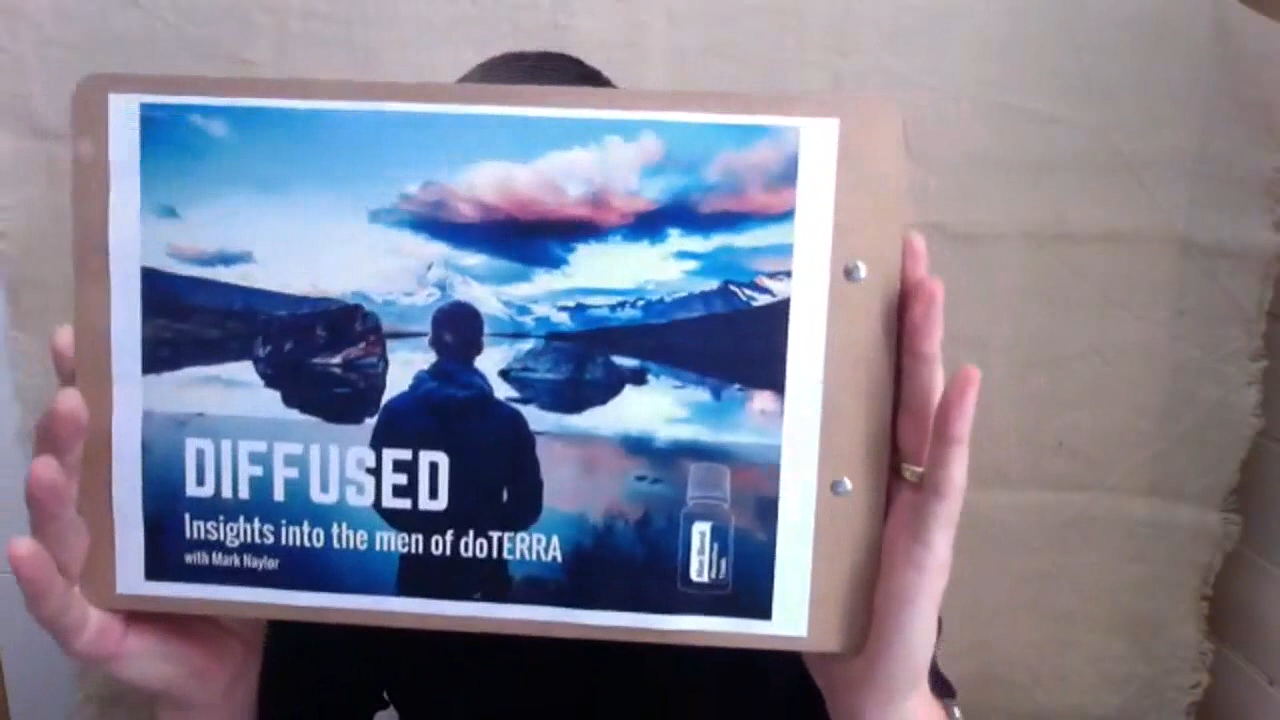 DIFFUSED
Insights into the men of doTERRA
with Mark Naylor